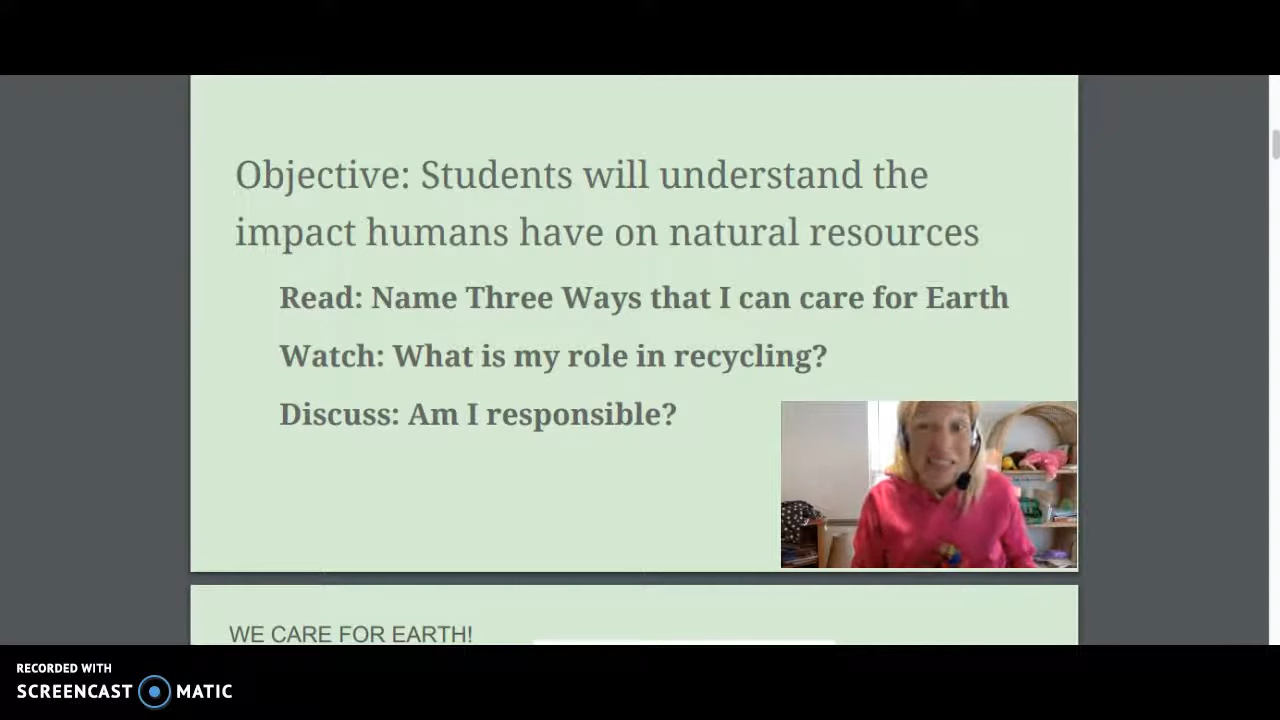 Objective: Students will understand the
impact humans have on natural resources
Read: Name Three Ways that I can care for Earth
Watch: What is my role in recycling?
Discuss: Am I responsible?
WE CARE FOR EARTH!
RECORDED WITH
SCREENCAST MATIC